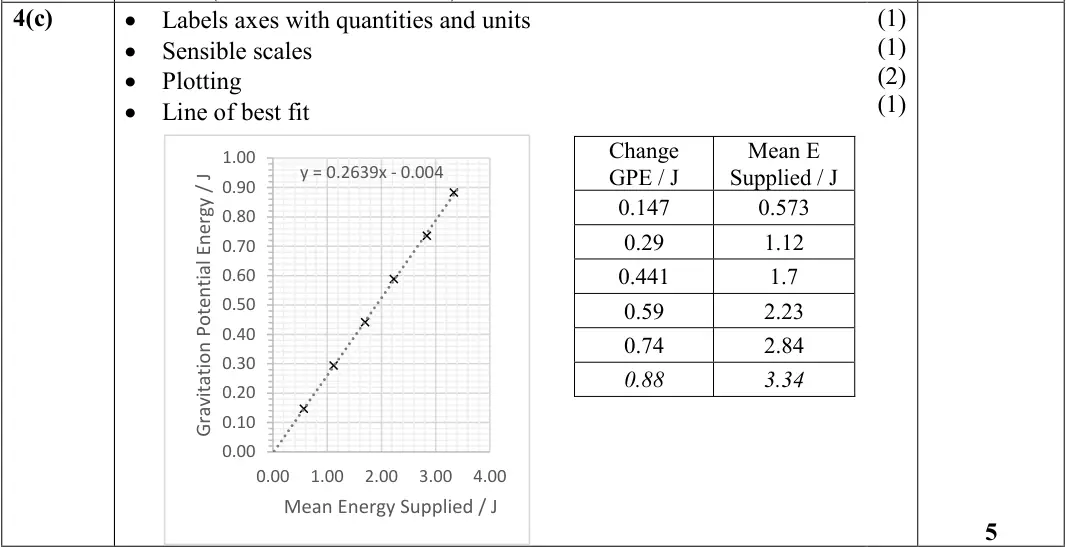 4(c)
• Labels axes with quantities and units (1)
• Sensible scales (1)
• Plotting (2)
• Line of best fit (1)
y = 0.2639x - 0.004
Gravitation Potential Energy / J
1.00
0.90
0.80
0.70
0.60
0.50
0.40
0.30
0.20
0.10
0.00
0.00 1.00 2.00 3.00 4.00
Mean Energy Supplied / J
Change GPE / J | Mean E Supplied / J
0.147 0.573
0.29 1.12
0.441 1.7
0.59 2.23
0.74 2.84
0.88 3.34
5